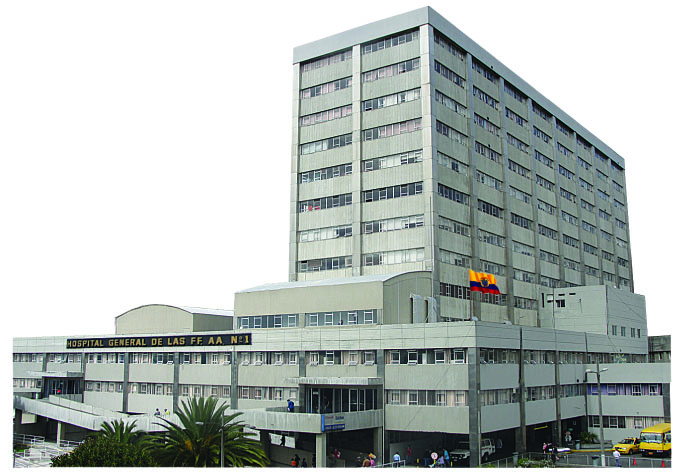 HOSPITAL GENERAL DE LAS FF. AA. Nº1